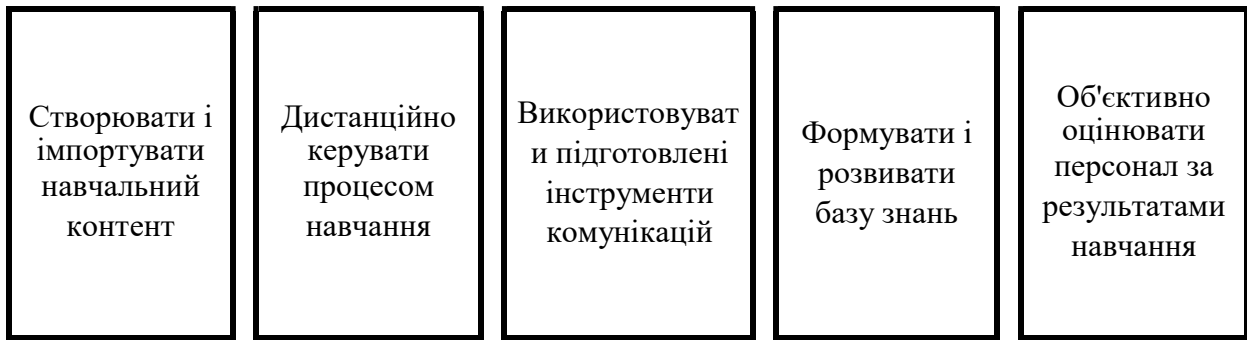 Створювати і
імпортувати
навчальний
контент
Дистанційно
керувати
процесом
навчання
Використовуват
и підготовлені
інструменти
комунікацій
Формувати і
розвивати
базу знань
Об'єктивно
оцінювати
персонал за
результатами
навчання